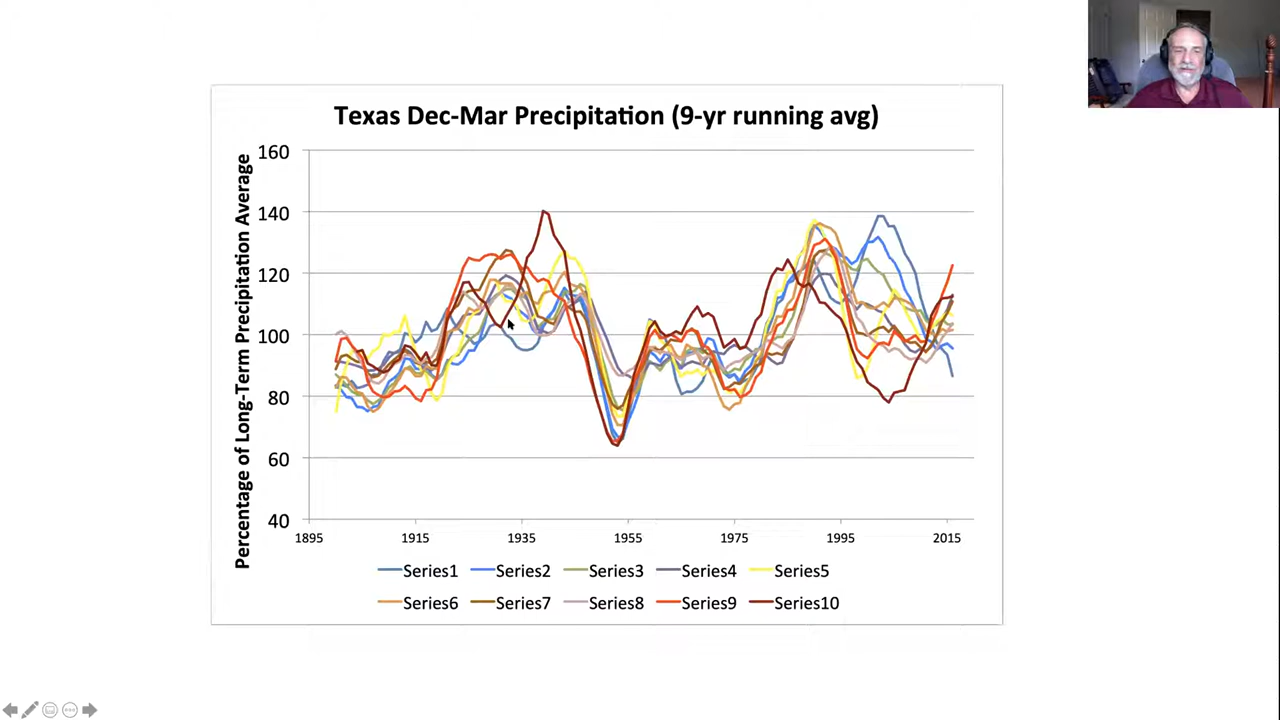 Texas Dec-Mar Precipitation (9-yr running avg)
Percentage of Long-Term Precipitation Average
160
140
120
100
80
60
40
1895 1915 1935 1955 1975 1995 2015
Series1 Series2 Series3 Series4 Series5
Series6 Series7 Series8 Series9 Series10